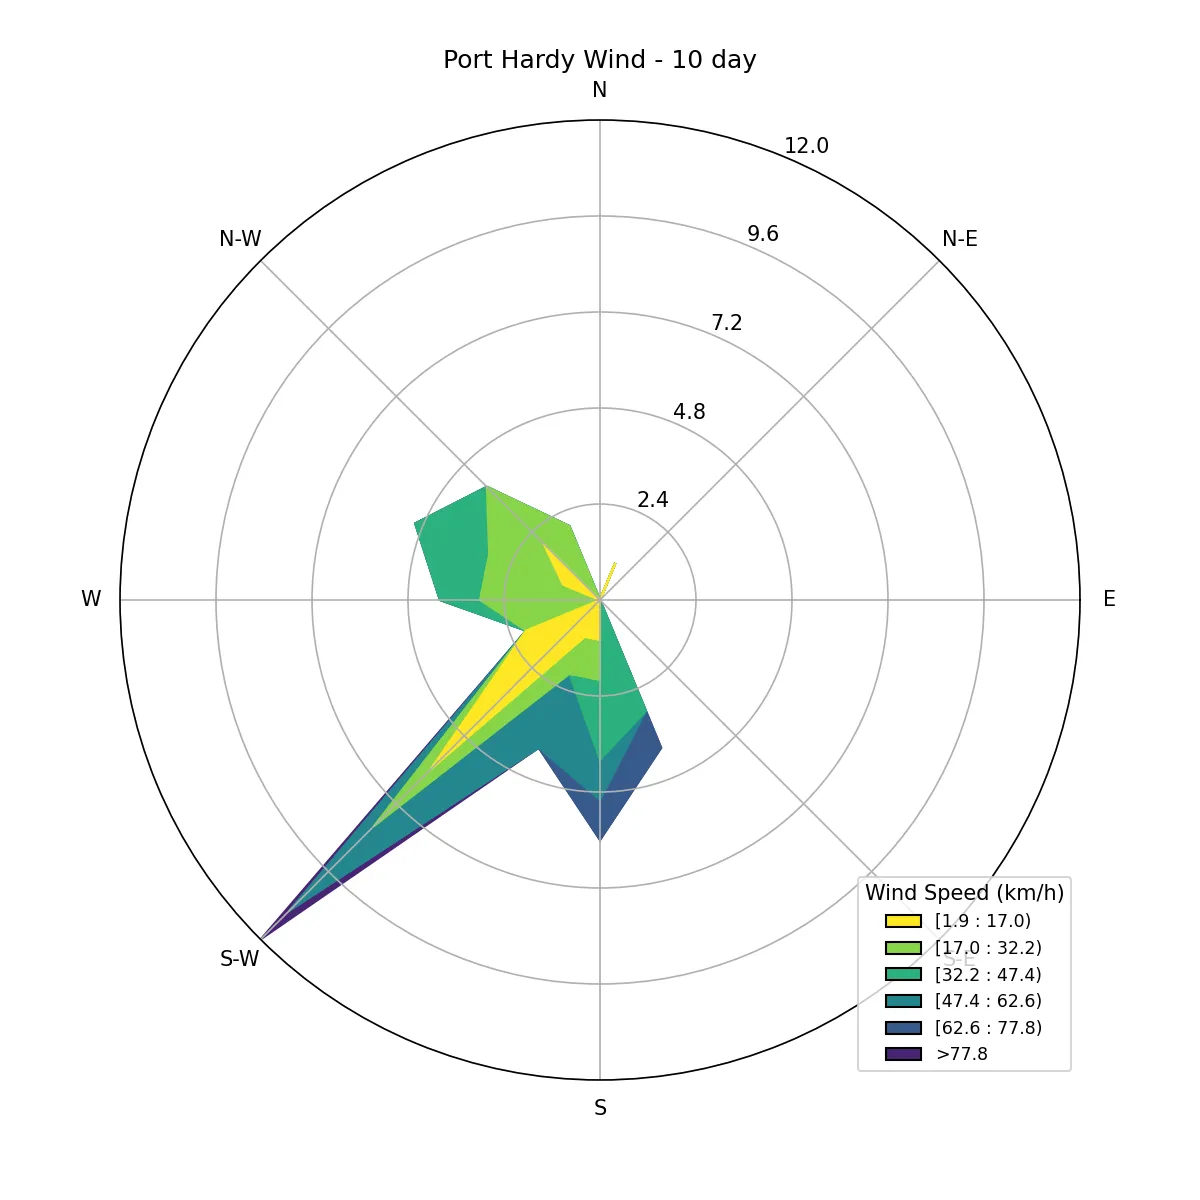 Port Hardy Wind - 10 day
N
12.0
9.6
N-W
N-E
7.2
4.8
2.4
W
E
Wind Speed (km/h)
[1.9 : 17.0)
[17.0 : 32.2)
[32.2 : 47.4)
[47.4 : 62.6)
[62.6 : 77.8)
>77.8
S-W
S-E
S